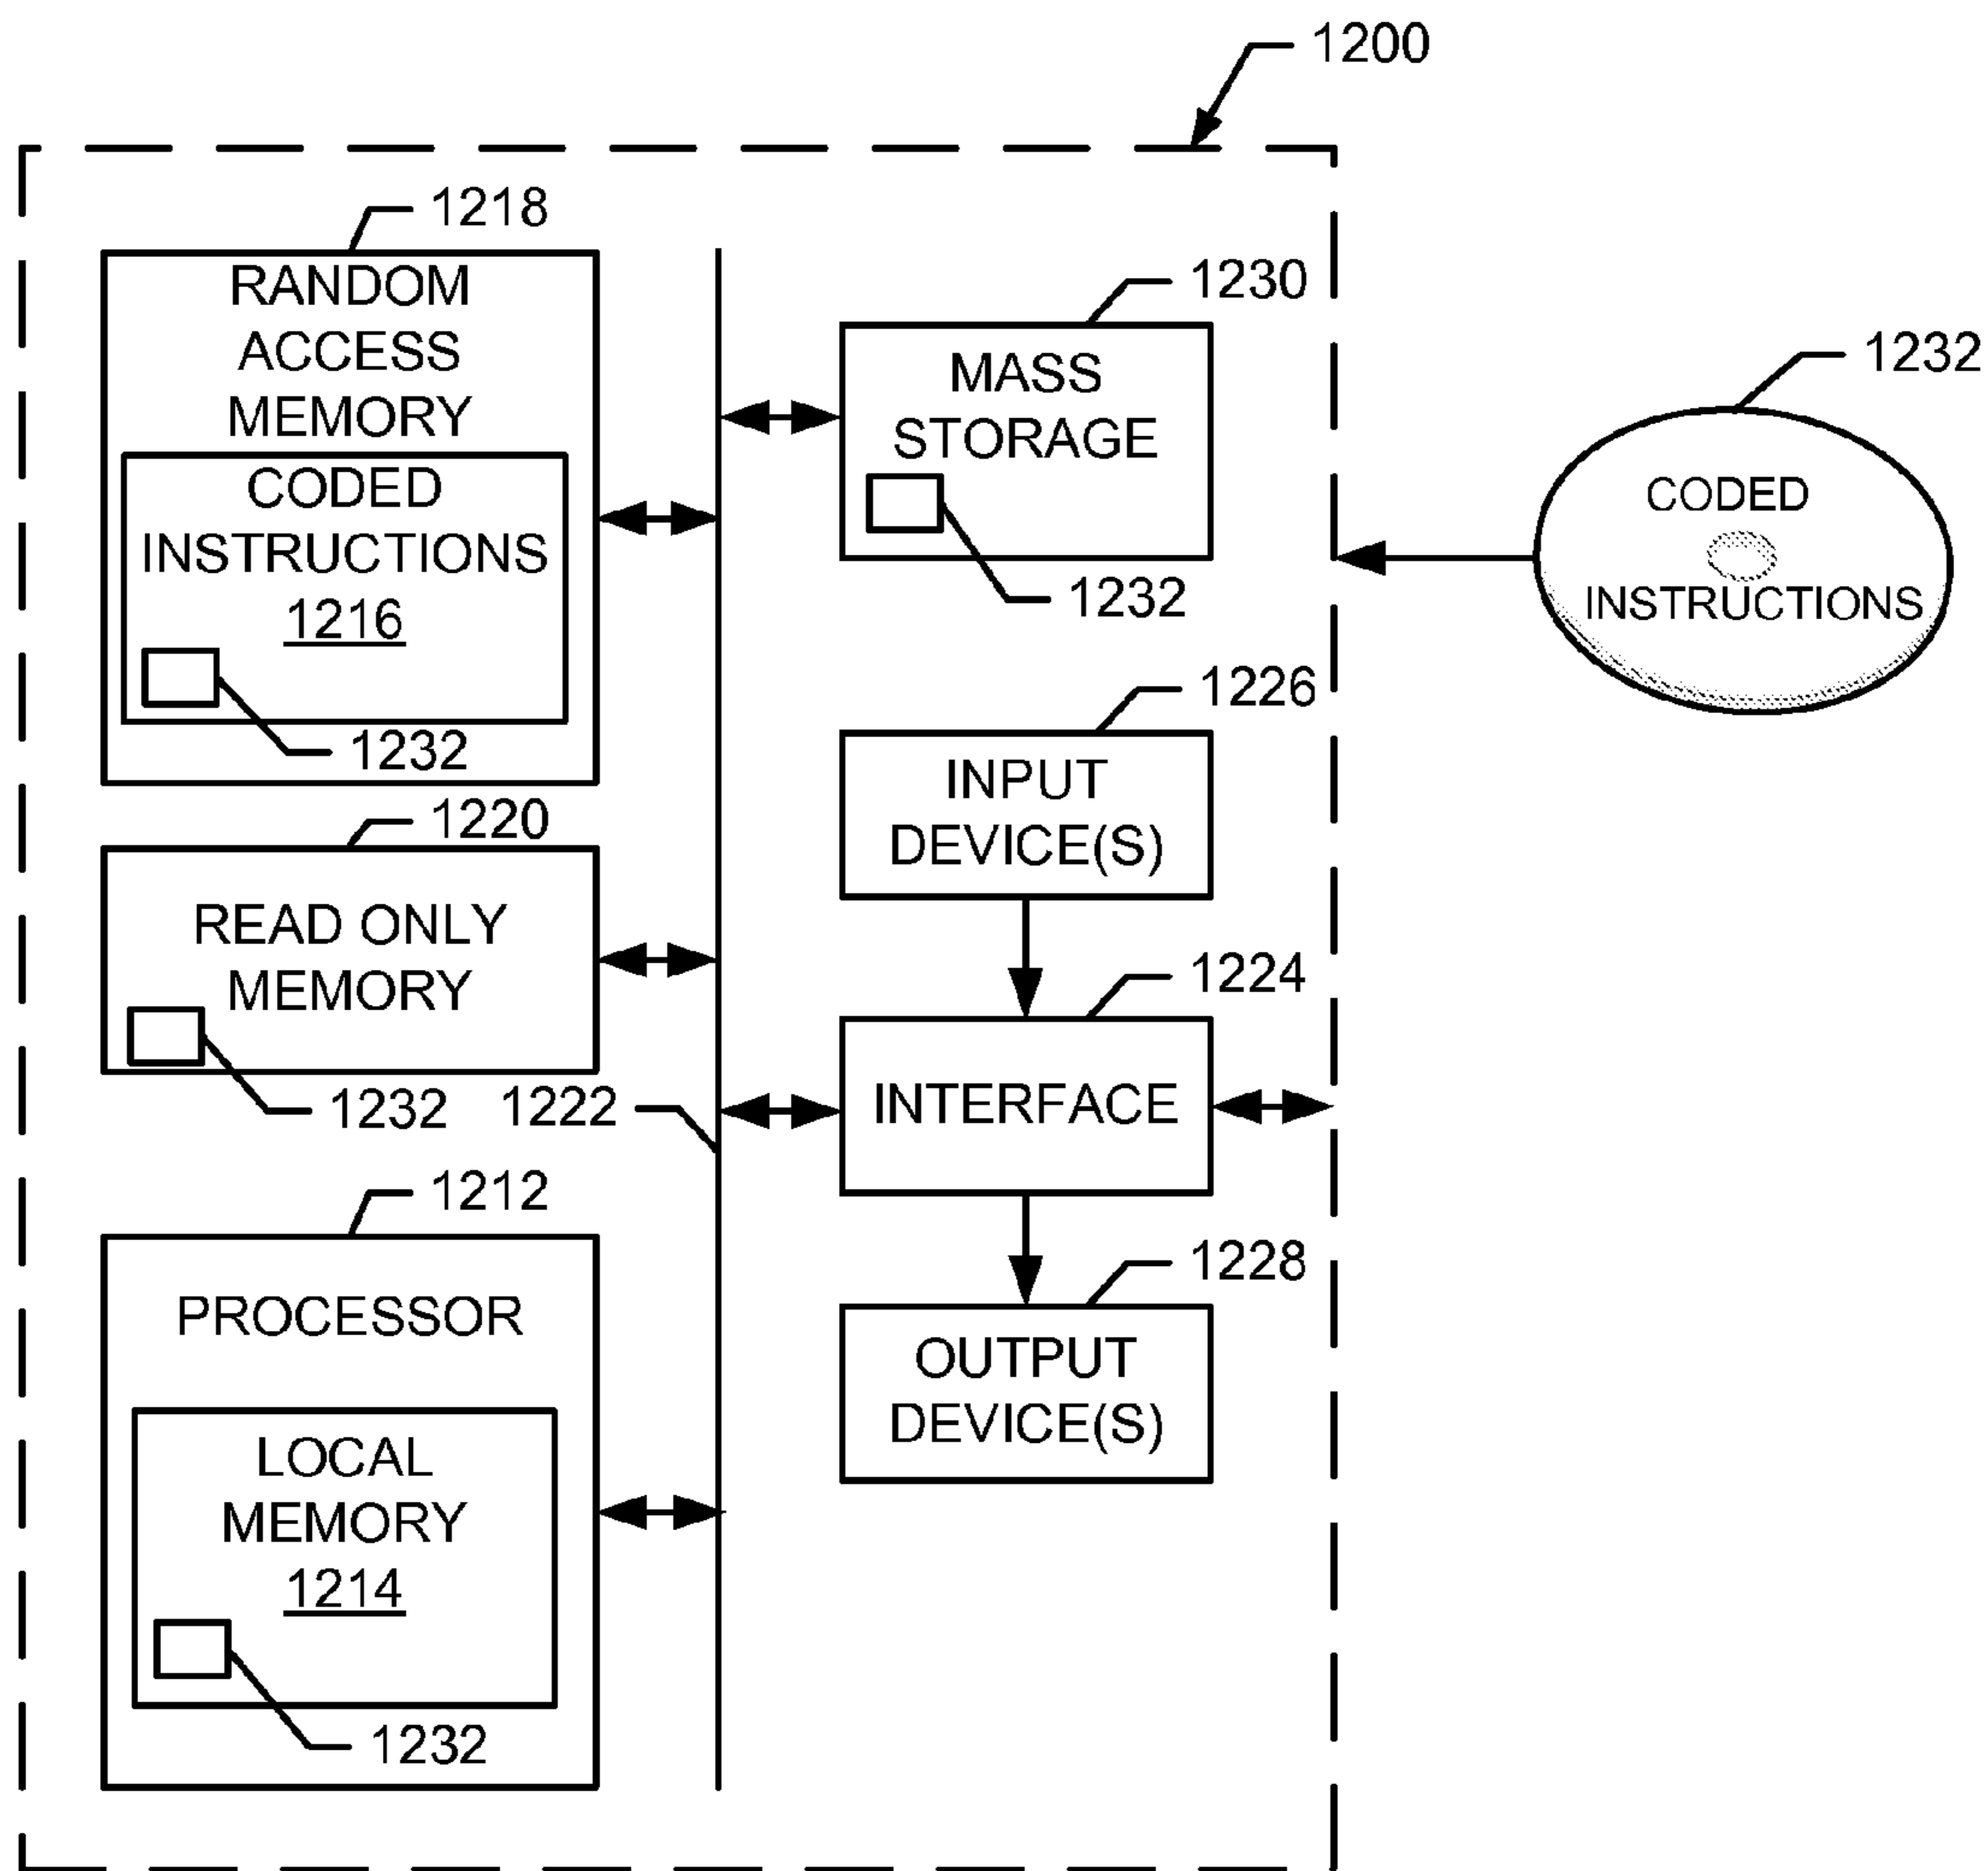 1200
1218
RANDOM
ACCESS
MEMORY
CODED
INSTRUCTIONS
1216
1232
1220
READ ONLY
MEMORY
1232
1222
1212
PROCESSOR
LOCAL
MEMORY
1214
1232
1230
MASS
STORAGE
1232
1226
INPUT
DEVICE(S)
1224
INTERFACE
1228
OUTPUT
DEVICE(S)
1232
CODED
INSTRUCTIONS